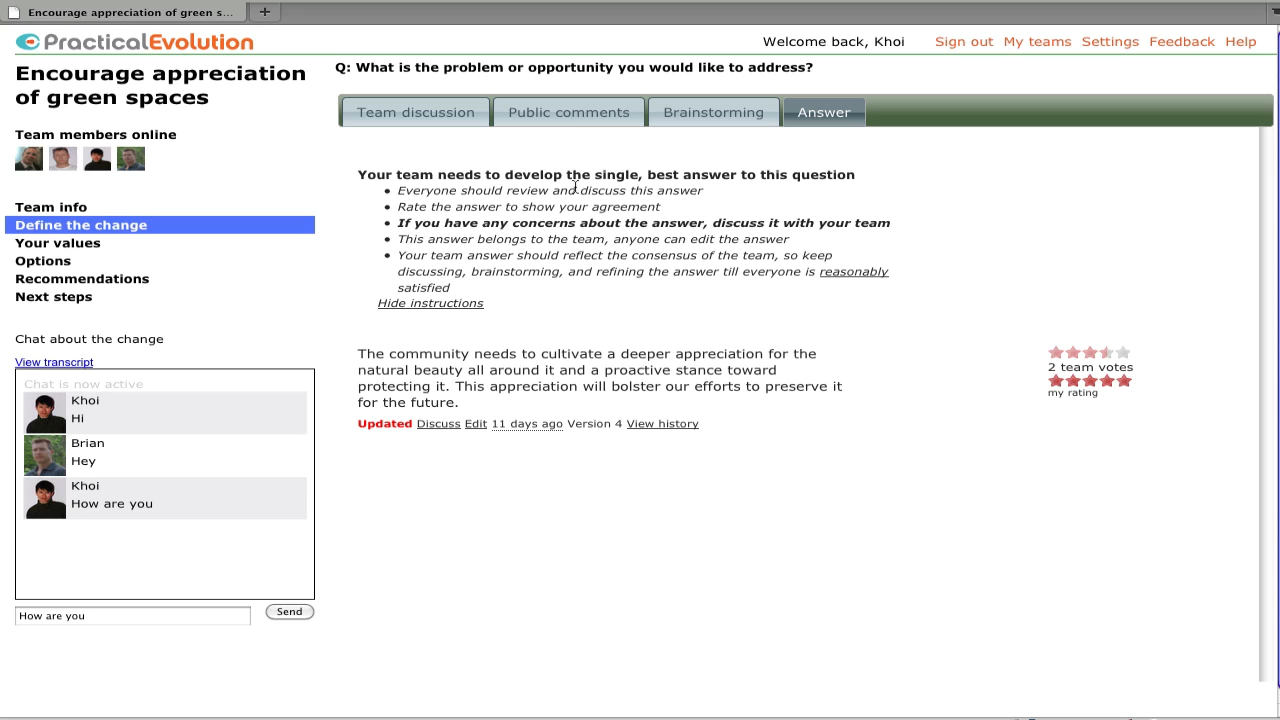 Encourage appreciation of green s...
+
PracticalEvolution
Welcome back, Khoi Sign out My teams Settings Feedback Help
Encourage appreciation
of green spaces
Team members online
Team info
Define the change
Your values
Options
Recommendations
Next steps
Chat about the change
View transcript
Chat is now active
Khoi
Hi
Brian
Hey
Khoi
How are you
How are you
Send
Q: What is the problem or opportunity you would like to address?
Team discussion Public comments Brainstorming Answer
Your team needs to develop the single, best answer to this question
• Everyone should review and discuss this answer
• Rate the answer to show your agreement
• If you have any concerns about the answer, discuss it with your team
• This answer belongs to the team, anyone can edit the answer
• Your team answer should reflect the consensus of the team, so keep
discussing, brainstorming, and refining the answer till everyone is reasonably
satisfied
Hide instructions
The community needs to cultivate a deeper appreciation for the
natural beauty all around it and a proactive stance toward
protecting it. This appreciation will bolster our efforts to preserve it
for the future.
Updated Discuss Edit 11 days ago Version 4 View history
2 team votes
my rating